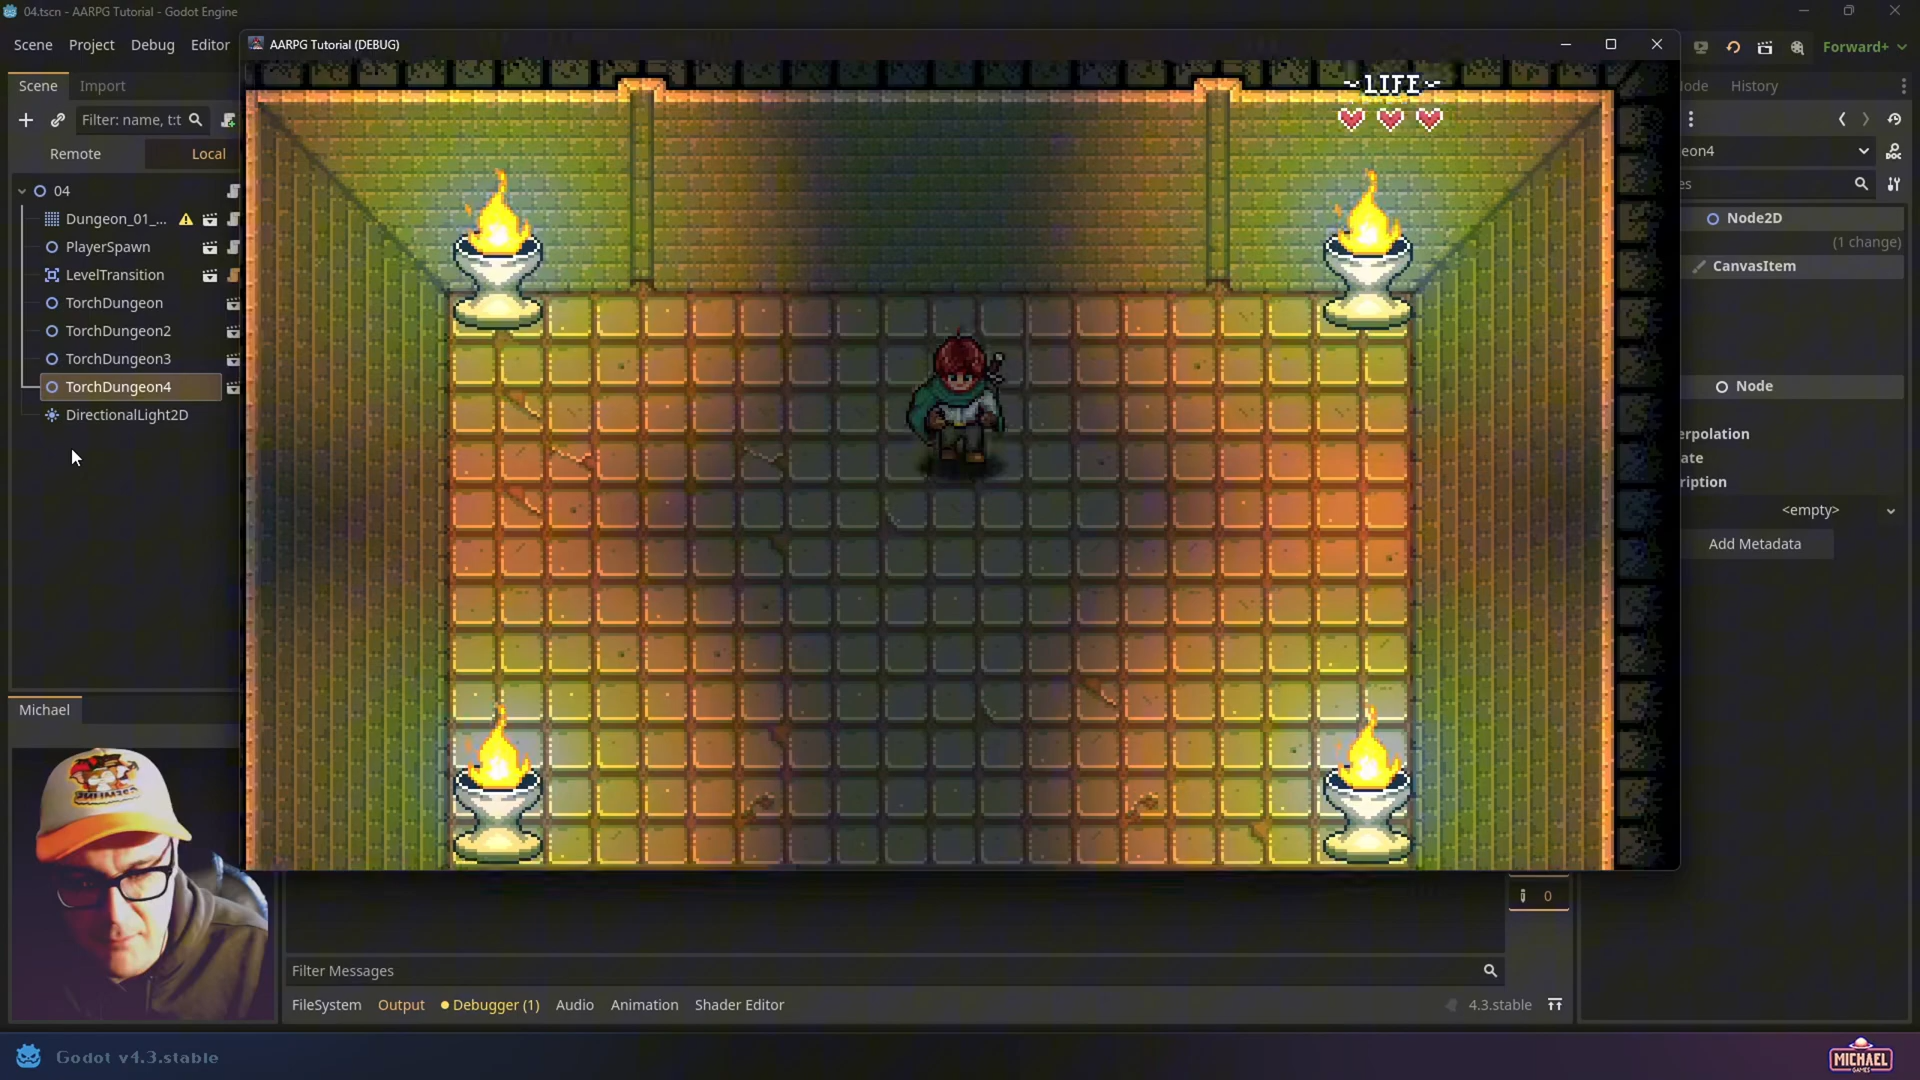 04.tscn - AARPG Tutorial - Godot Engine
Scene Project Debug Editor
AARPG Tutorial (DEBUG)
Forward+
Scene Import
~LIFE~
History
Filter: name, t:t
Remote Local
eon4
04
Dungeon_01_...
PlayerSpawn
LevelTransition
TorchDungeon
TorchDungeon2
TorchDungeon3
TorchDungeon4
DirectionalLight2D
Node2D
(1 change)
CanvasItem
Node
erpolation
ate
ription
<empty>
Add Metadata
Michael
0
Filter Messages
FileSystem Output Debugger (1) Audio Animation Shader Editor
4.3.stable
Godot v4.3.stable
MICHAEL
GAMES